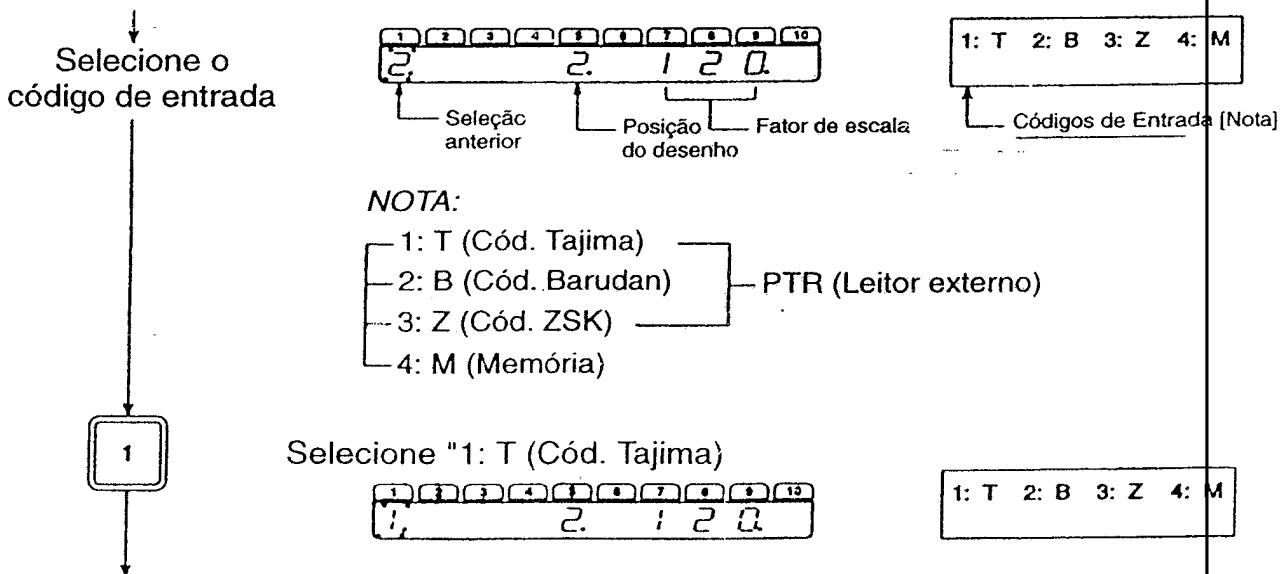 Selecione o
código de entrada
1 2 3 4 5 6 7 8 9 10
2. 2. 1 2 0.
Seleção
anterior
Posição
do desenho
Fator de escala
1: T 2: B 3: Z 4: M
Códigos de Entrada [Nota]
NOTA:
1: T (Cód. Tajima)
2: B (Cód. Barudan)
3: Z (Cód. ZSK)
4: M (Memória)
PTR (Leitor externo)
1
Selecione "1: T (Cód. Tajima)
1 2 3 4 5 6 7 8 9 10
1. 2. 1 2 0.
1: T 2: B 3: Z 4: M